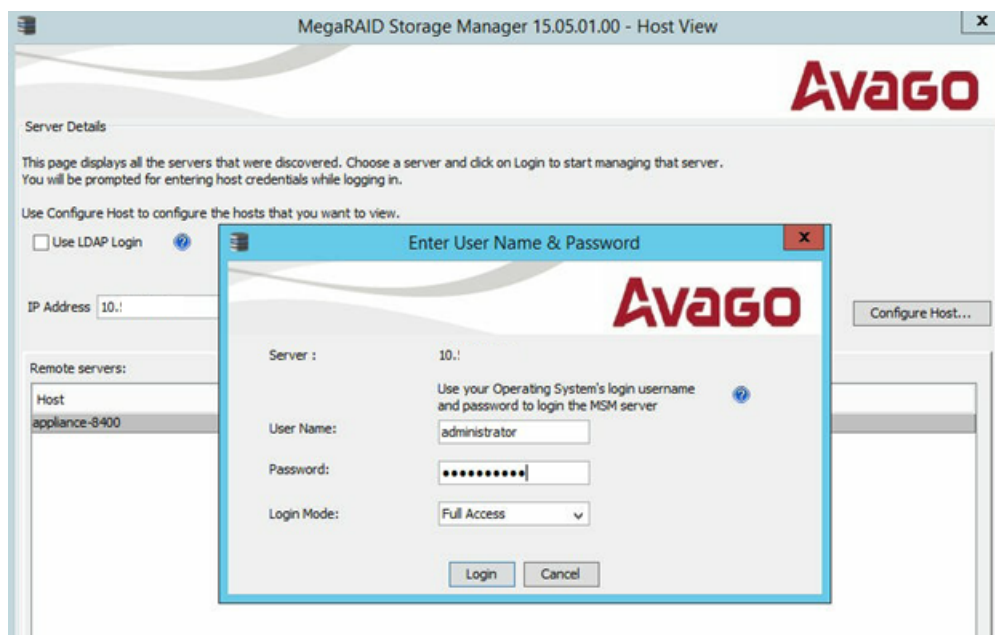 MegaRAID Storage Manager 15.05.01.00 - Host View
x
AVAGO
Server Details
This page displays all the servers that were discovered. Choose a server and click on Login to start managing that server.
You will be prompted for entering host credentials while logging in.
Use Configure Host to configure the hosts that you want to view.
Use LDAP Login
?
Enter User Name & Password
x
AVAGO
IP Address 10.
Configure Host...
Server : 10.
Remote servers:
Use your Operating System's login username
and password to login the MSM server
?
Host
appliance-8400
User Name: administrator
Password: ••••••••••
Login Mode: Full Access
Login Cancel